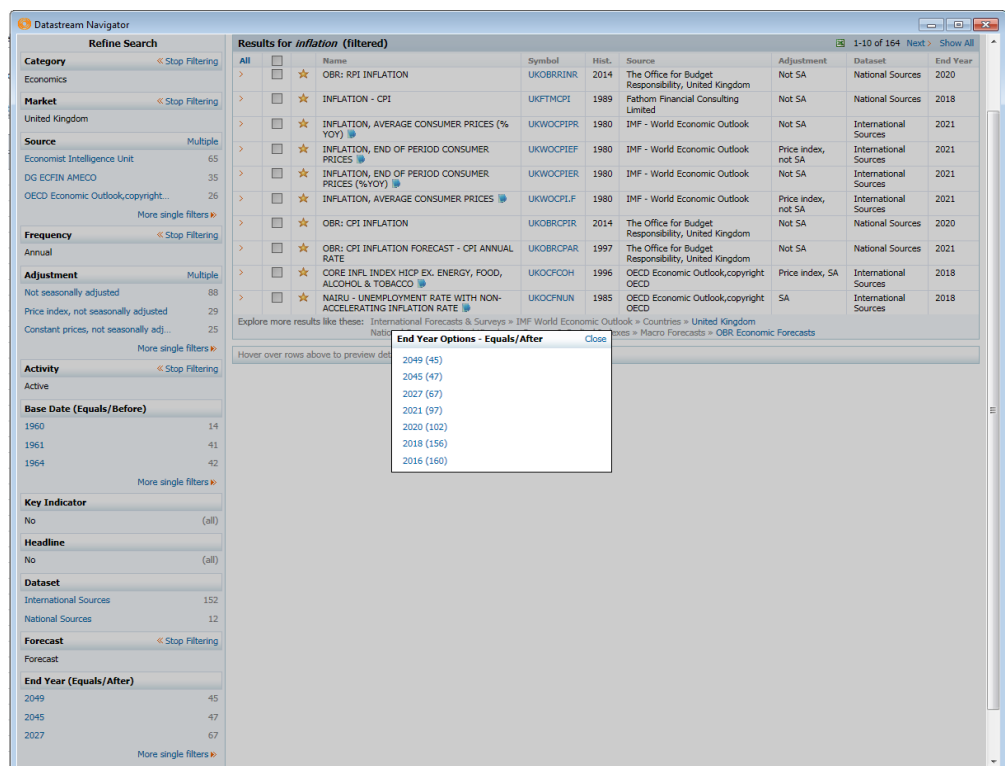 Datastream Navigator
Refine Search
Category « Stop Filtering
Economics
Market « Stop Filtering
United Kingdom
Source Multiple
Economist Intelligence Unit 65
DG ECFIN AMECO 35
OECD Economic Outlook,copyright... 26
More single filters »
Frequency « Stop Filtering
Annual
Adjustment Multiple
Not seasonally adjusted 88
Price index, not seasonally adjusted 29
Constant prices, not seasonally adj... 25
More single filters »
Activity « Stop Filtering
Active
Base Date (Equals/Before)
1960 14
1961 41
1964 42
More single filters »
Key Indicator
No (all)
Headline
No (all)
Dataset
International Sources 152
National Sources 12
Forecast « Stop Filtering
Forecast
End Year (Equals/After)
2049 45
2045 47
2027 67
More single filters »
Results for inflation (filtered) 1-10 of 164 Next > Show All
All Name Symbol Hist. Source Adjustment Dataset End Year
> OBR: RPI INFLATION UKOBRRINR 2014 The Office for Budget Not SA National Sources 2020
Responsibility, United Kingdom
> INFLATION - CPI UKFTMCPI 1989 Fathom Financial Consulting Not SA National Sources 2018
Limited
> INFLATION, AVERAGE CONSUMER PRICES (% UKWOCPIPR 1980 IMF - World Economic Outlook Not SA International 2021
YOY) Sources
> INFLATION, END OF PERIOD CONSUMER UKWOCPIEF 1980 IMF - World Economic Outlook Price index, International 2021
PRICES not SA Sources
> INFLATION, END OF PERIOD CONSUMER UKWOCPIER 1980 IMF - World Economic Outlook Not SA International 2021
PRICES (%YOY) Sources
> INFLATION, AVERAGE CONSUMER PRICES UKWOCPI.F 1980 IMF - World Economic Outlook Price index, International 2021
not SA Sources
> OBR: CPI INFLATION UKOBRCPIR 2014 The Office for Budget Not SA National Sources 2020
Responsibility, United Kingdom
> OBR: CPI INFLATION FORECAST - CPI ANNUAL UKOBRCPAR 1997 The Office for Budget Not SA National Sources 2021
RATE Responsibility, United Kingdom
> CORE INFL INDEX HICP EX. ENERGY, FOOD, UKOCFCOH 1996 OECD Economic Outlook,copyright Price index, SA International 2018
ALCOHOL & TOBACCO OECD Sources
> NAIRU - UNEMPLOYMENT RATE WITH NON- UKOCFNUN 1985 OECD Economic Outlook,copyright SA International 2018
ACCELERATING INFLATION RATE OECD Sources
Explore more results like these: International Forecasts & Surveys » IMF World Economic Outlook » Countries » United Kingdom
» Macro Forecasts » OBR Economic Forecasts
Hover over rows above to preview
End Year Options - Equals/After Close
2049 (45)
2045 (47)
2027 (67)
2021 (97)
2020 (102)
2018 (156)
2016 (160)